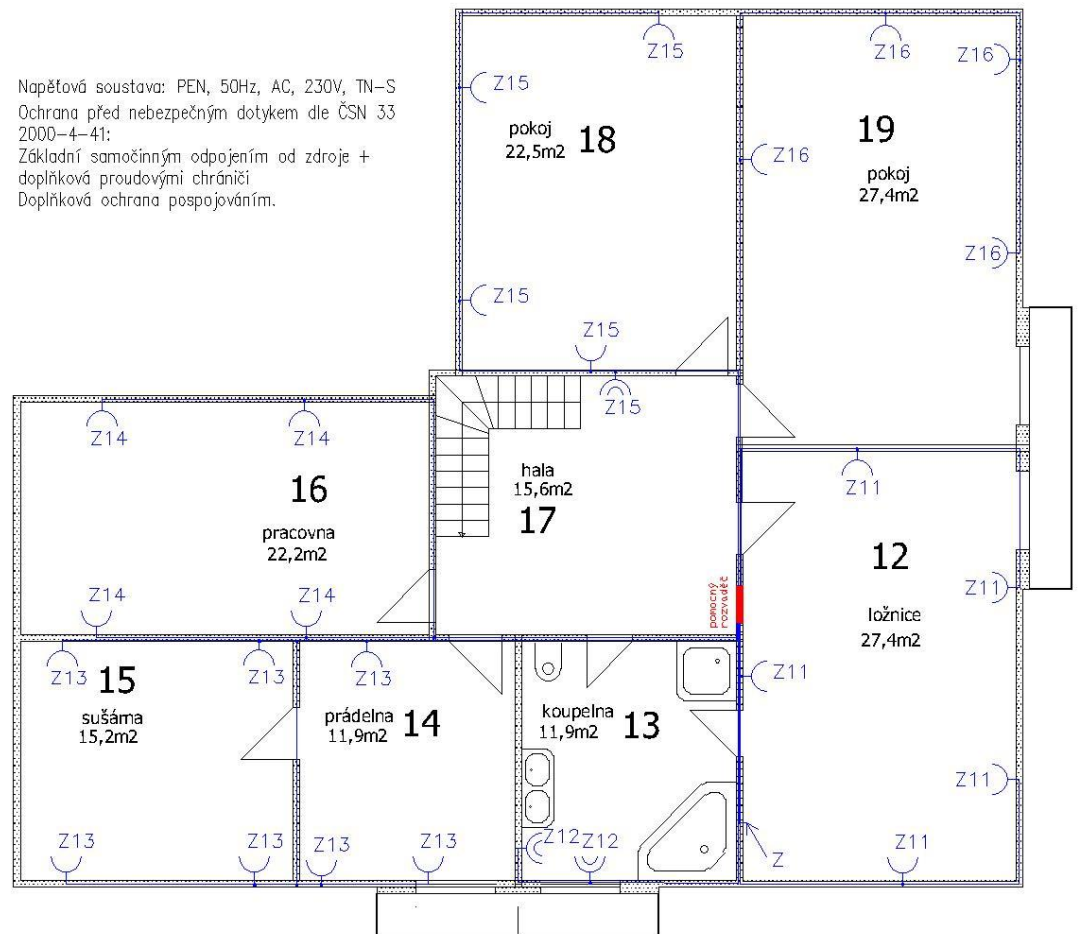 Napěťová soustava: PEN, 50Hz, AC, 230V, TN-S
Ochrana před nebezpečným dotykem dle ČSN 33
2000-4-41:
Základní samočinným odpojením od zdroje +
doplňková proudovými chrániči
Doplňková ochrana pospojováním.
Z15
Z16
Z16
Z15
pokoj 18
22,5m2
19
Z16
pokoj
27,4m2
Z16
Z15
Z15
Z15
Z14
Z14
hala
15,6m2
17
Z11
16
pracovna
22,2m2
12
Z14
Z14
pomocný
rozvaděč
Z11
ložnice
27,4m2
Z13
Z13
Z13
Z11
15
sušárna
15,2m2
prádelna 14
11,9m2
koupelna 13
11,9m2
Z11
Z13
Z13
Z13
Z13
Z12
Z12
Z
Z11